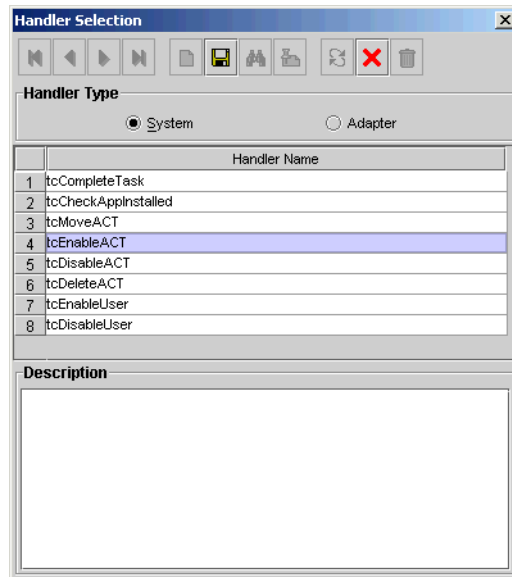 Handler Selection
Handler Type
System Adapter
Handler Name
1 tcCompleteTask
2 tcCheckAppInstalled
3 tcMoveACT
4 tcEnableACT
5 tcDisableACT
6 tcDeleteACT
7 tcEnableUser
8 tcDisableUser
Description